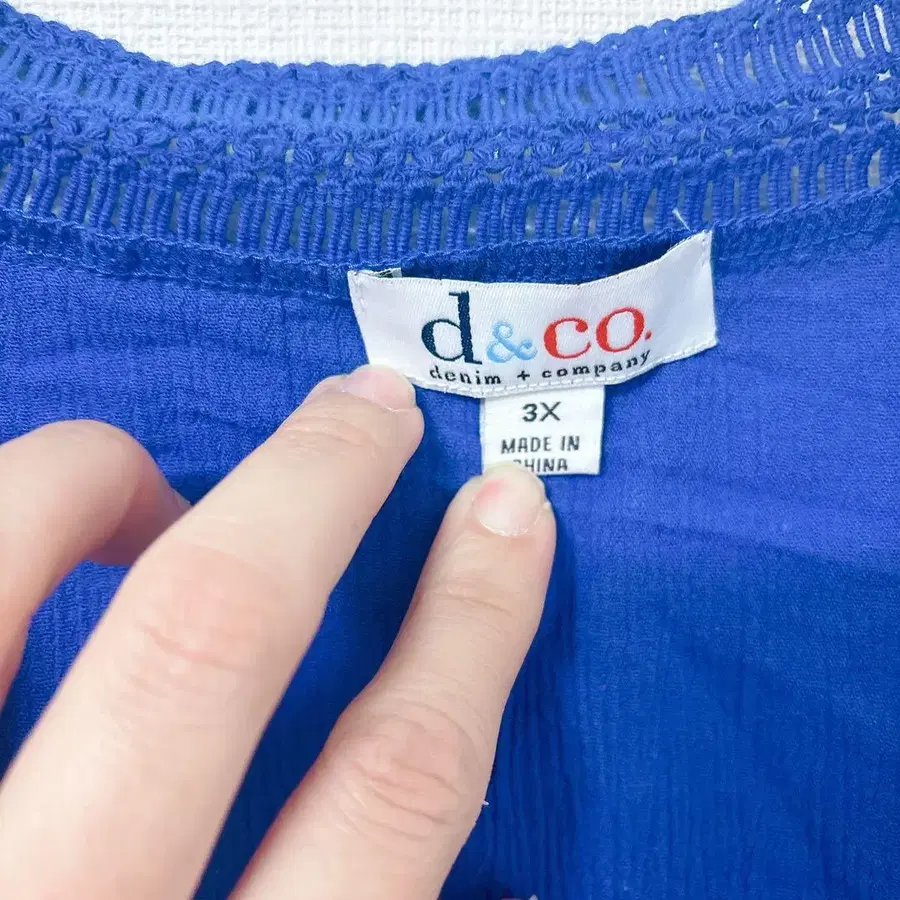 d&co.
denim + company
3X
MADE IN
CHINA